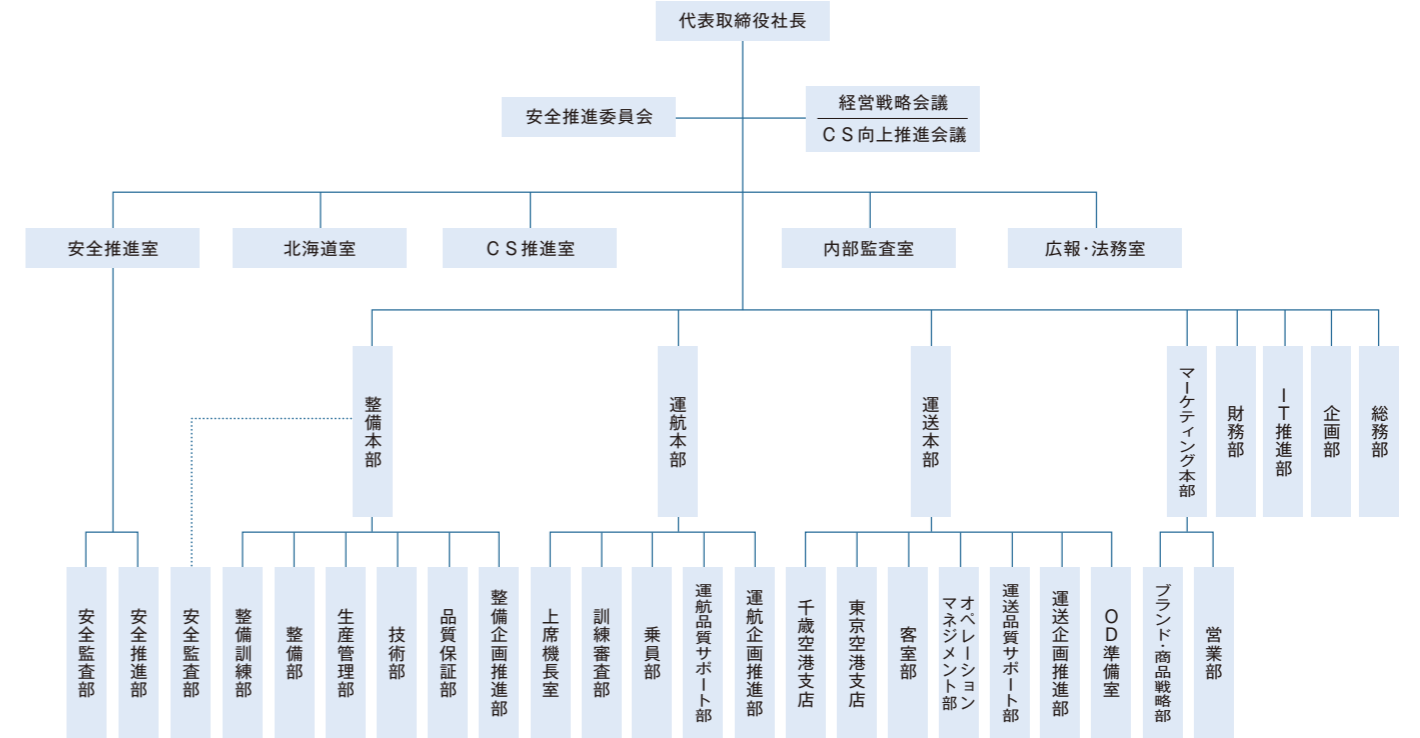 代表取締役社長
安全推進委員会
経営戦略会議
ＣＳ向上推進会議
安全推進室
北海道室
ＣＳ推進室
内部監査室
広報･法務室
整備本部
運航本部
運送本部
マーケティング本部
財務部
ＩＴ推進部
企画部
総務部
安全監査部
安全推進部
安全監査部
整備訓練部
整備部
生産管理部
技術部
品質保証部
整備企画推進部
上席機長室
訓練審査部
乗員部
運航品質サポート部
運航企画推進部
千歳空港支店
東京空港支店
客室部
オペレーション
マネジメント部
運送品質サポート部
運送企画推進部
ＯＤ準備室
ブランド･商品戦略部
営業部